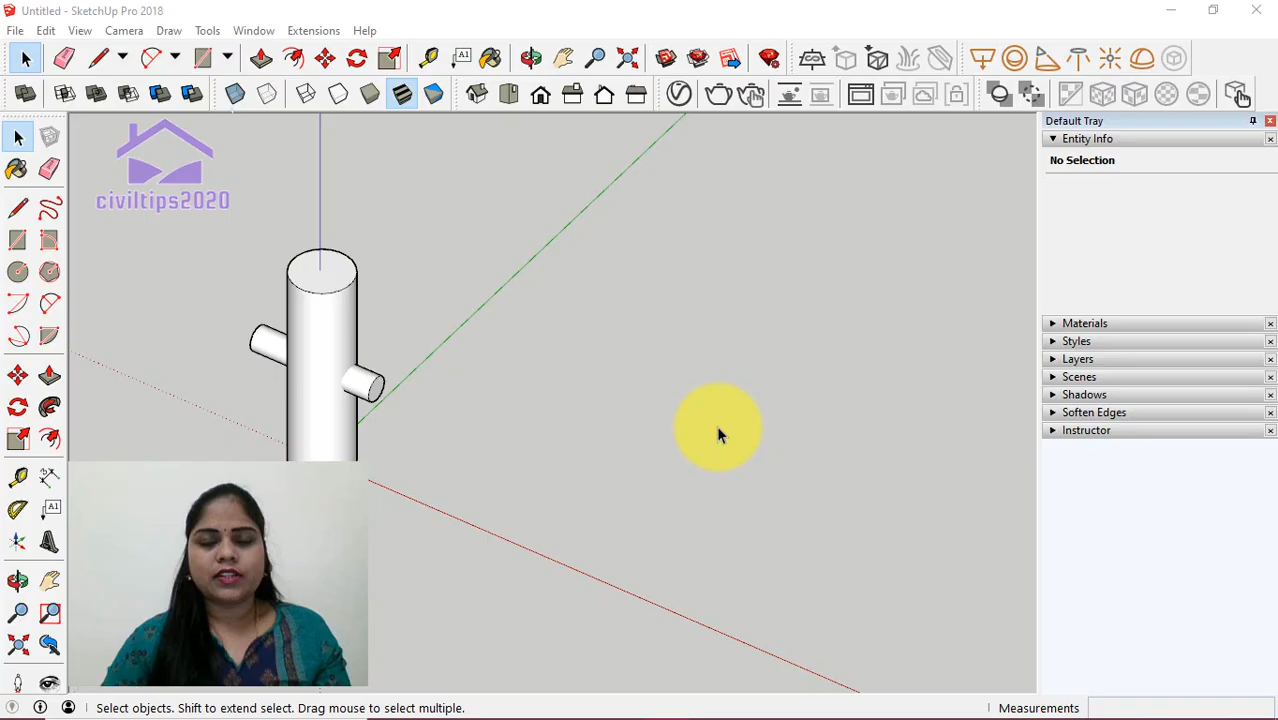 Untitled - SketchUp Pro 2018
File Edit View Camera Draw Tools Window Extensions Help
A1
civiltips2020
Default Tray
Entity Info
No Selection
Materials
Styles
Layers
Scenes
Shadows
Soften Edges
Instructor
A1
Select objects. Shift to extend select. Drag mouse to select multiple.
Measurements